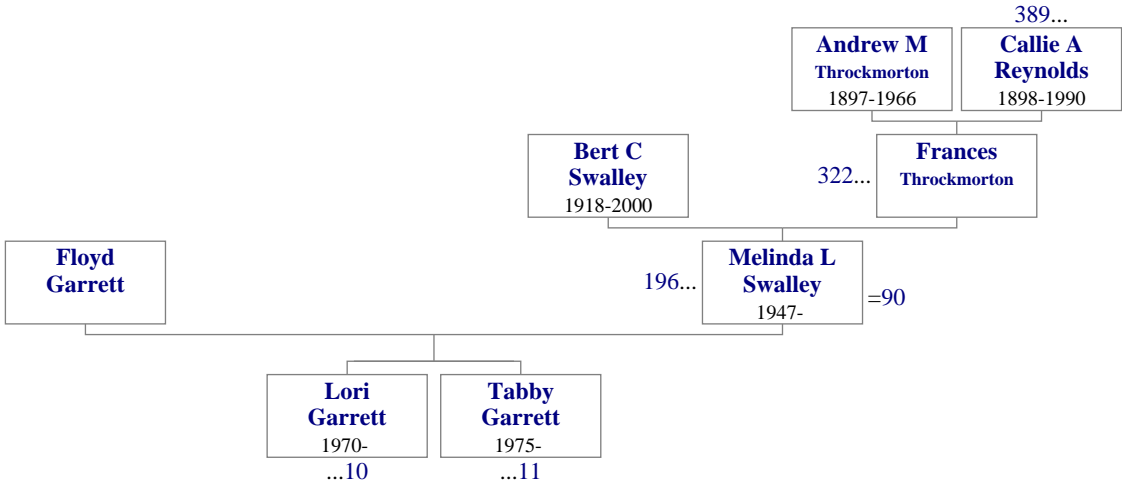 389...
Andrew M
Throckmorton
1897-1966
Callie A
Reynolds
1898-1990
Bert C
Swalley
1918-2000
322...
Frances
Throckmorton
Floyd
Garrett
196...
Melinda L
Swalley
1947-
=90
Lori
Garrett
1970-
...10
Tabby
Garrett
1975-
...11